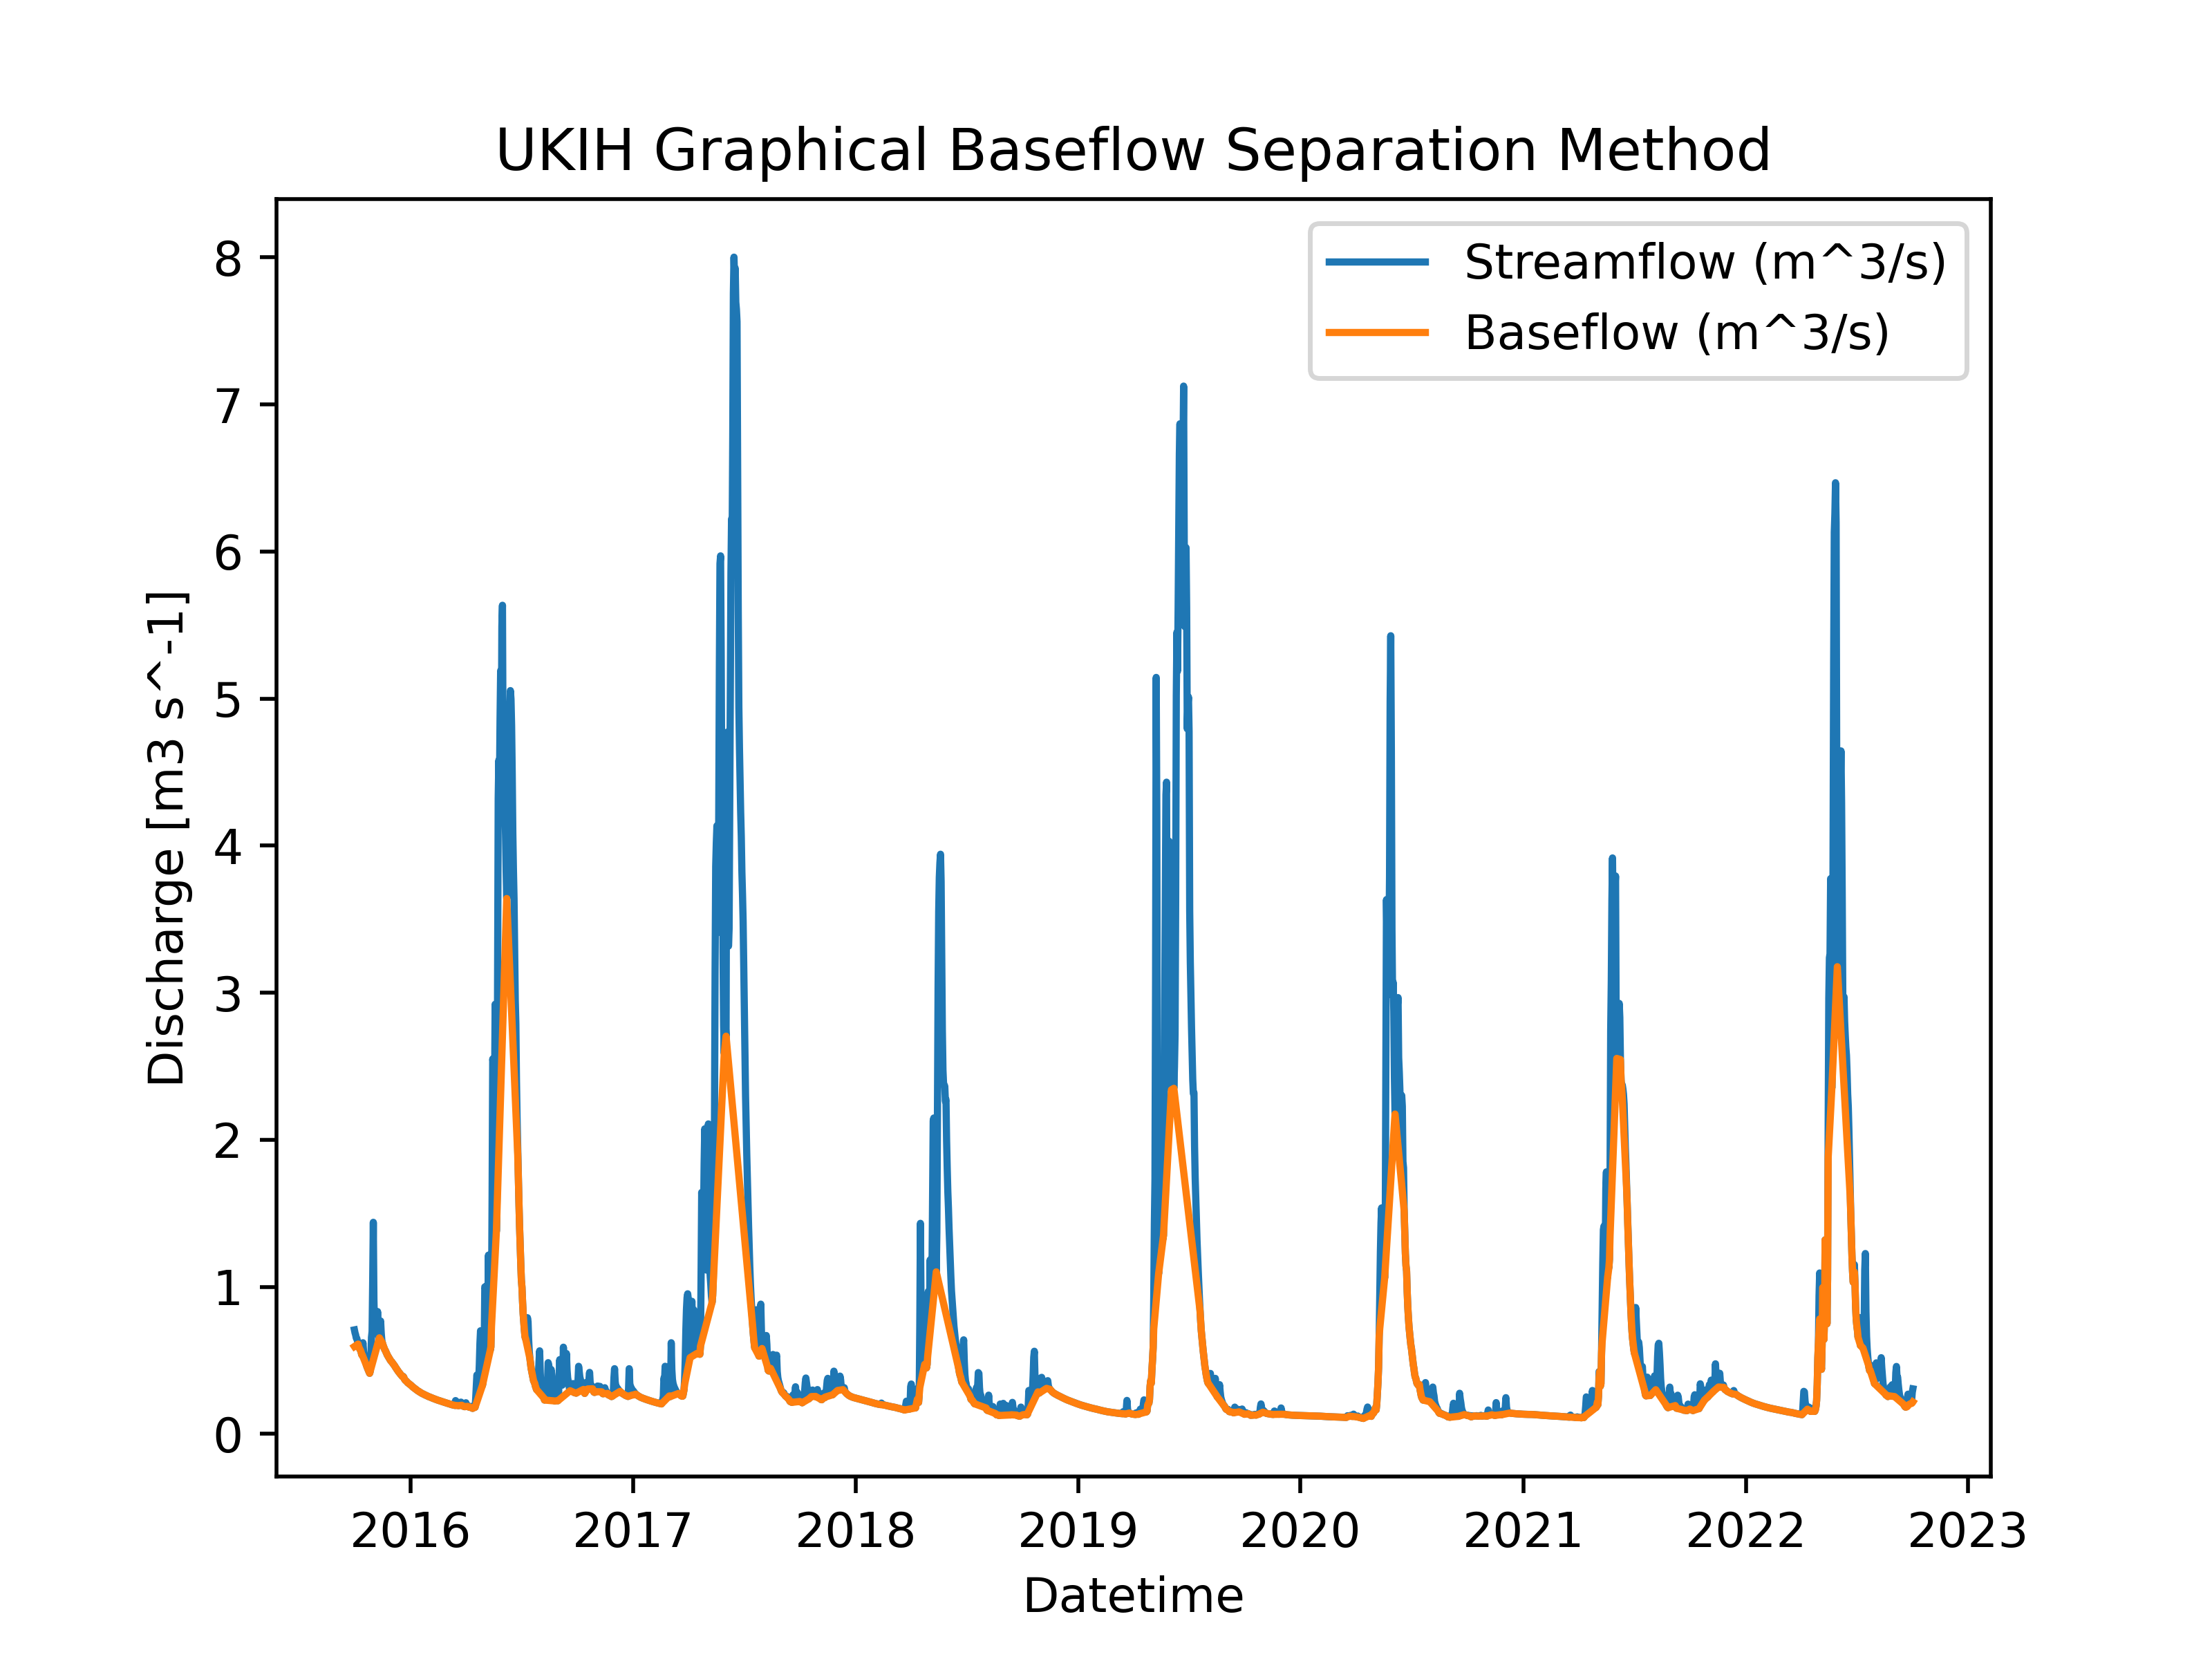 UKIH Graphical Baseflow Separation Method
Streamflow (m^3/s)
Baseflow (m^3/s)
Discharge [m3 s^-1]
8
7
6
5
4
3
2
1
0
2016 2017 2018 2019 2020 2021 2022 2023
Datetime